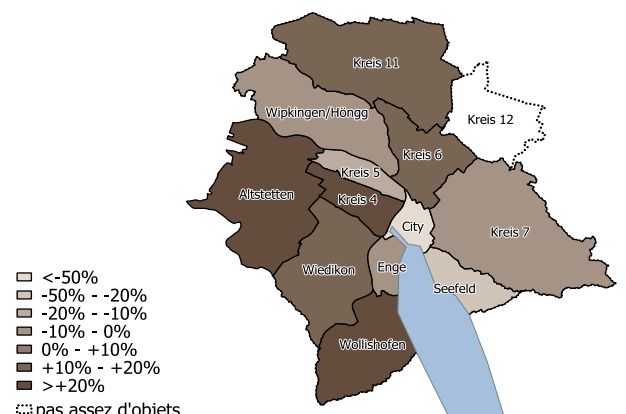 Kreis 11
Wipkingen/Höngg
Kreis 12
Kreis 6
Kreis 5
Altstetten
Kreis 4
City
Kreis 7
Enge
Wiedikon
Seefeld
Wollishofen
<-50%
-50% - -20%
-20% - -10%
-10% - 0%
0% - +10%
+10% - +20%
>+20%
pas assez d'objets